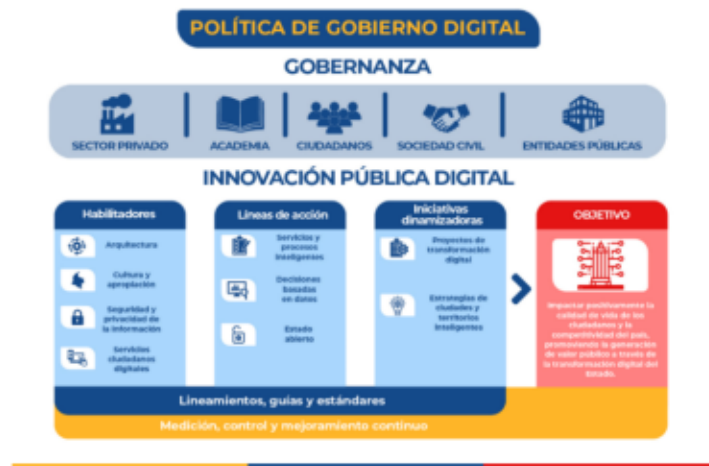 POLÍTICA DE GOBIERNO DIGITAL
GOBERNANZA
SECTOR PRIVADO
ACADEMIA
CIUDADANOS
SOCIEDAD CIVIL
ENTIDADES PÚBLICAS
INNOVACIÓN PÚBLICA DIGITAL
Habilitadores
Arquitectura
Cultura y
apropiación
Seguridad y
privacidad de
la información
Servicios
ciudadanos
digitales
Líneas de acción
Servicios y
procesos
inteligentes
Decisiones
basadas
en datos
Estado
abierto
Iniciativas
dinamizadoras
Proyectos de
transformación
digital
Estrategias de
ciudades y
territorios
inteligentes
OBJETIVO
Impactar positivamente la
calidad de vida de los
ciudadanos y la
competitividad del país,
promoviendo la generación
de valor público a través de
la transformación digital del
Estado.
Lineamientos, guías y estándares
Medición, control y mejoramiento continuo